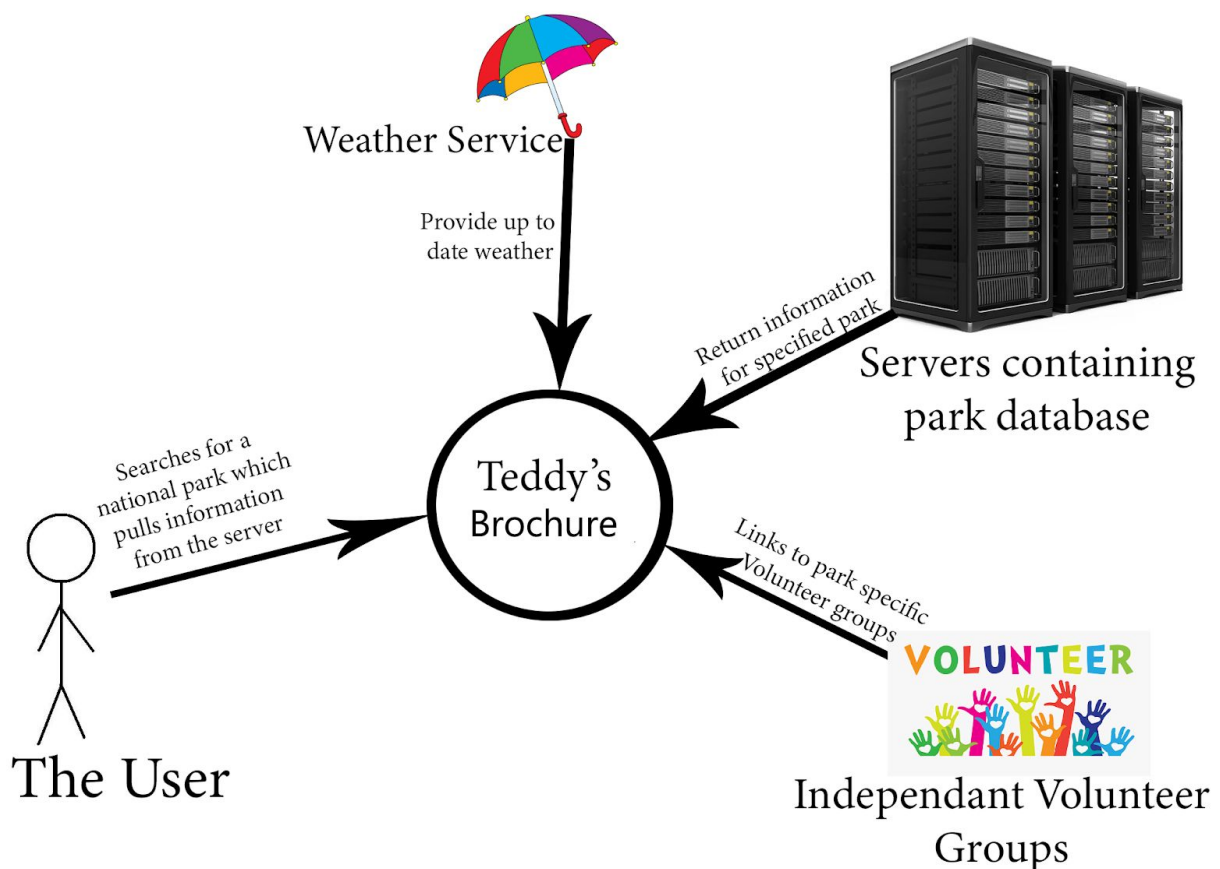 Weather Service
Provide up to
date weather
Return information
for specified park
Servers containing
park database
Searches for a
national park which
pulls information
from the server
Teddy’s
Brochure
Links to park specific
Volunteer groups
The User
VOLUNTEER
Independant Volunteer
Groups